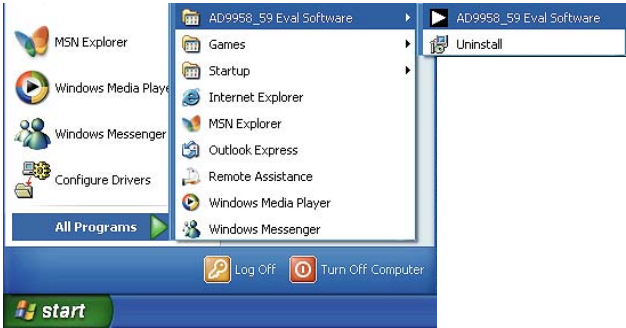 MSN Explorer
Windows Media Playe
Windows Messenger
Configure Drivers
All Programs
AD9958_59 Eval Software
Games
Startup
Internet Explorer
MSN Explorer
Outlook Express
Remote Assistance
Windows Media Player
Windows Messenger
AD9958_59 Eval Software
Uninstall
Log Off
Turn Off Computer
start